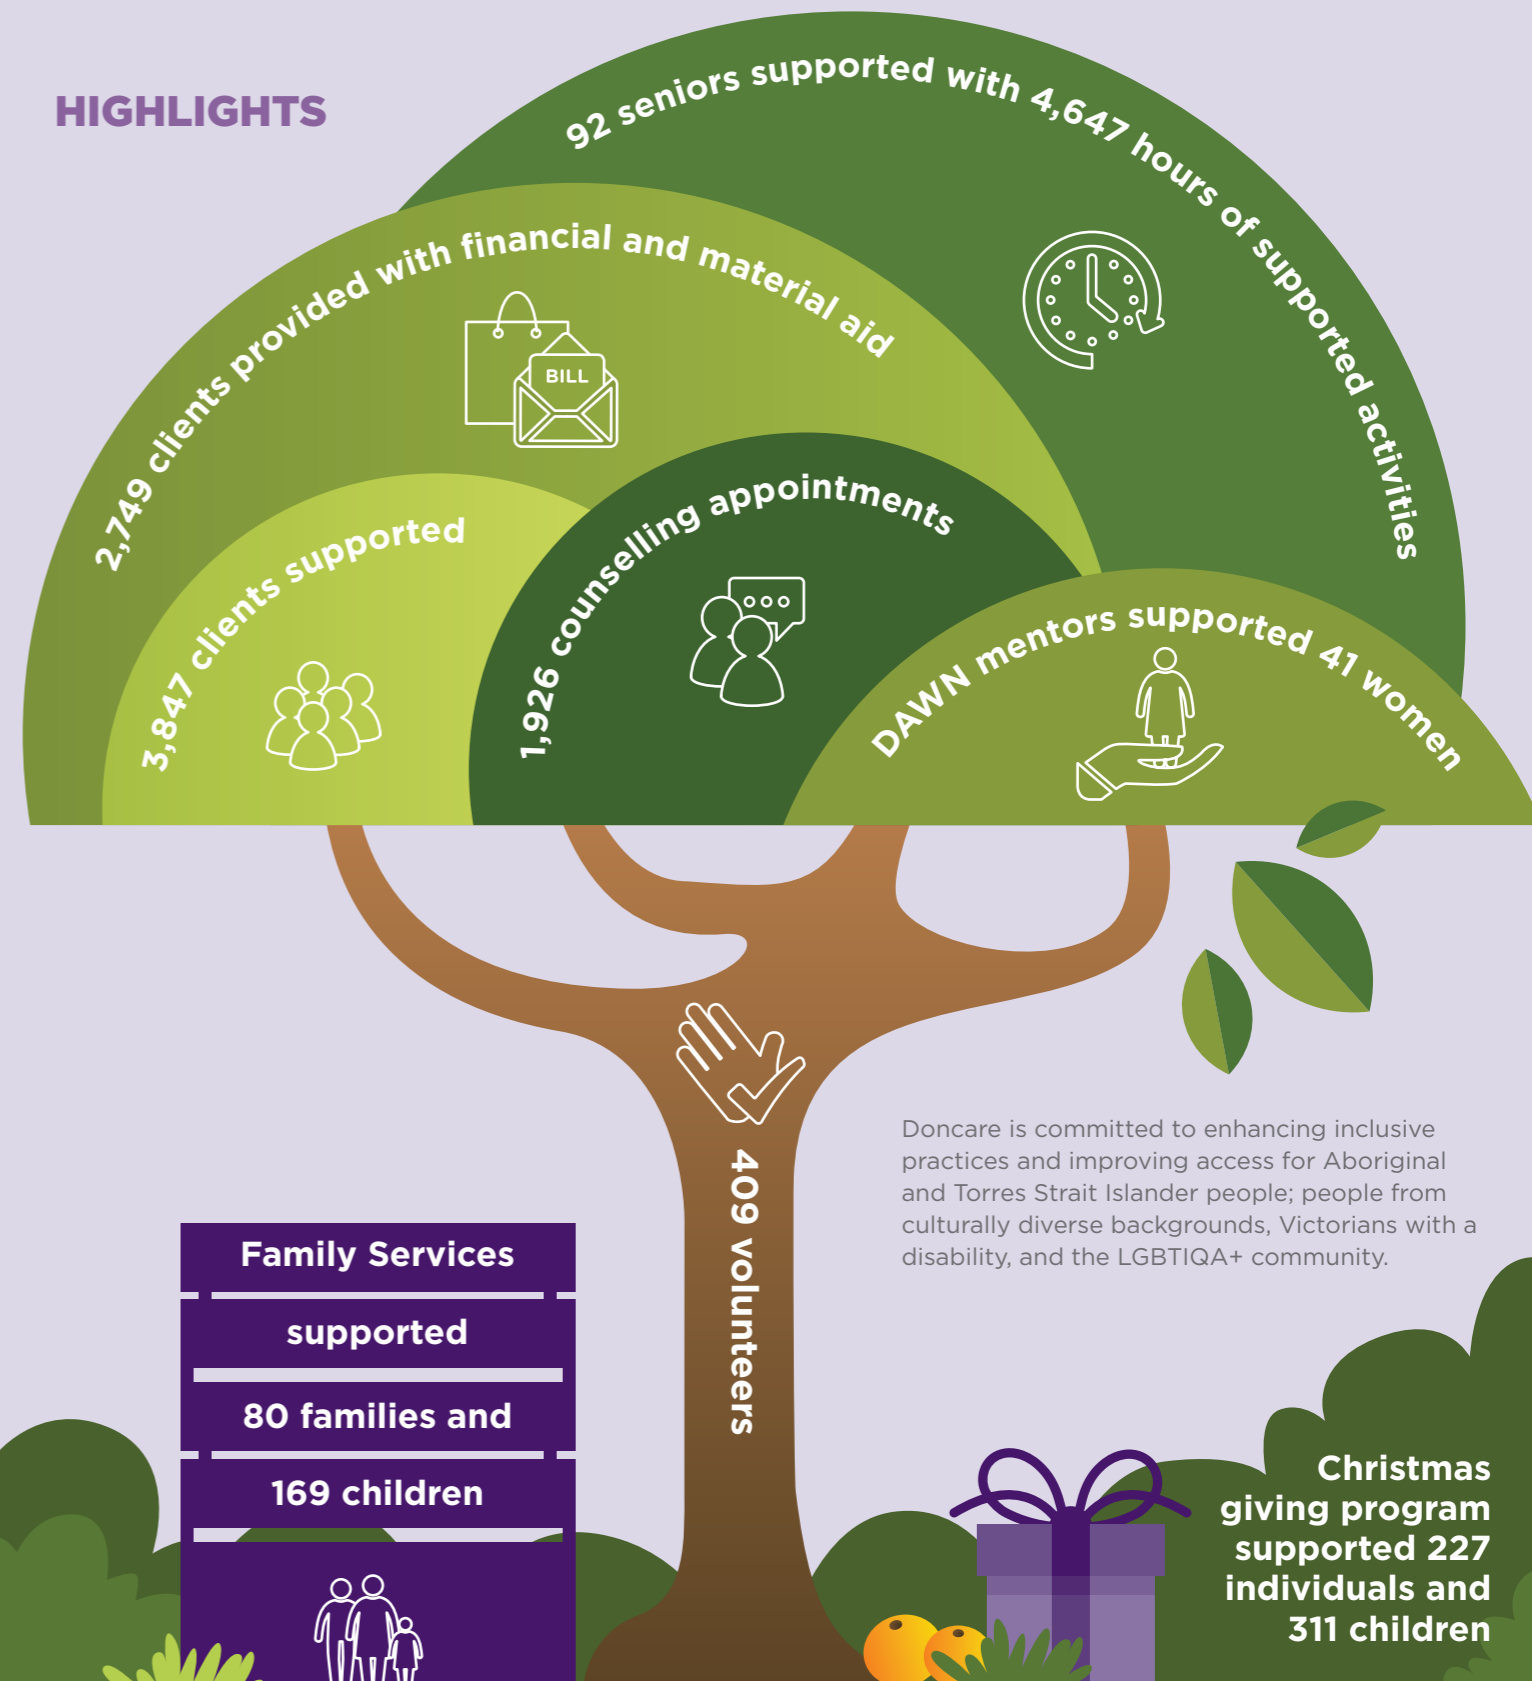 HIGHLIGHTS
92 seniors supported with 4,647 hours of supported activities
2,749 clients provided with financial and material aid
BILL
3,847 clients supported
1,926 counselling appointments
DAWN mentors supported 41 women
409 volunteers
Doncare is committed to enhancing inclusive
practices and improving access for Aboriginal
and Torres Strait Islander people; people from
culturally diverse backgrounds, Victorians with a
disability, and the LGBTIQA+ community.
Family Services
supported
80 families and
169 children
Christmas
giving program
supported 227
individuals and
311 children